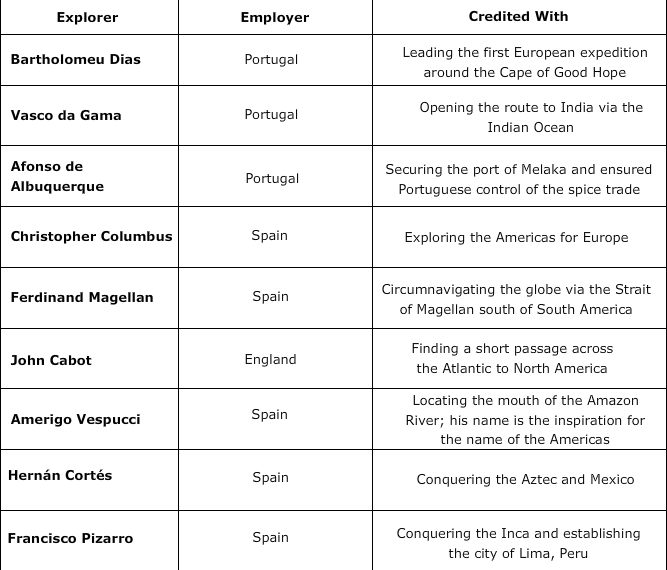 Explorer Employer Credited With
Bartholomeu Dias Portugal Leading the first European expedition
around the Cape of Good Hope
Vasco da Gama Portugal Opening the route to India via the
Indian Ocean
Afonso de
Albuquerque Portugal Securing the port of Melaka and ensured
Portuguese control of the spice trade
Christopher Columbus Spain Exploring the Americas for Europe
Ferdinand Magellan Spain Circumnavigating the globe via the Strait
of Magellan south of South America
John Cabot England Finding a short passage across
the Atlantic to North America
Amerigo Vespucci Spain Locating the mouth of the Amazon
River; his name is the inspiration for
the name of the Americas
Hernán Cortés Spain Conquering the Aztec and Mexico
Francisco Pizarro Spain Conquering the Inca and establishing
the city of Lima, Peru